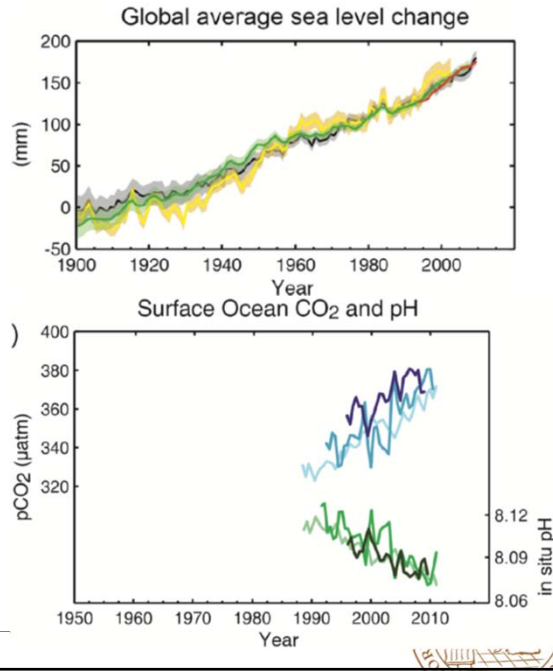 Global average sea level change
200
150
100
50
0
-50
(mm)
1900 1920 1940 1960 1980 2000
Year
Surface Ocean CO₂ and pH
)
400
380
360
340
320
pCO₂ (µatm)
8.12
8.09
8.06
in situ pH
1950 1960 1970 1980 1990 2000 2010
Year